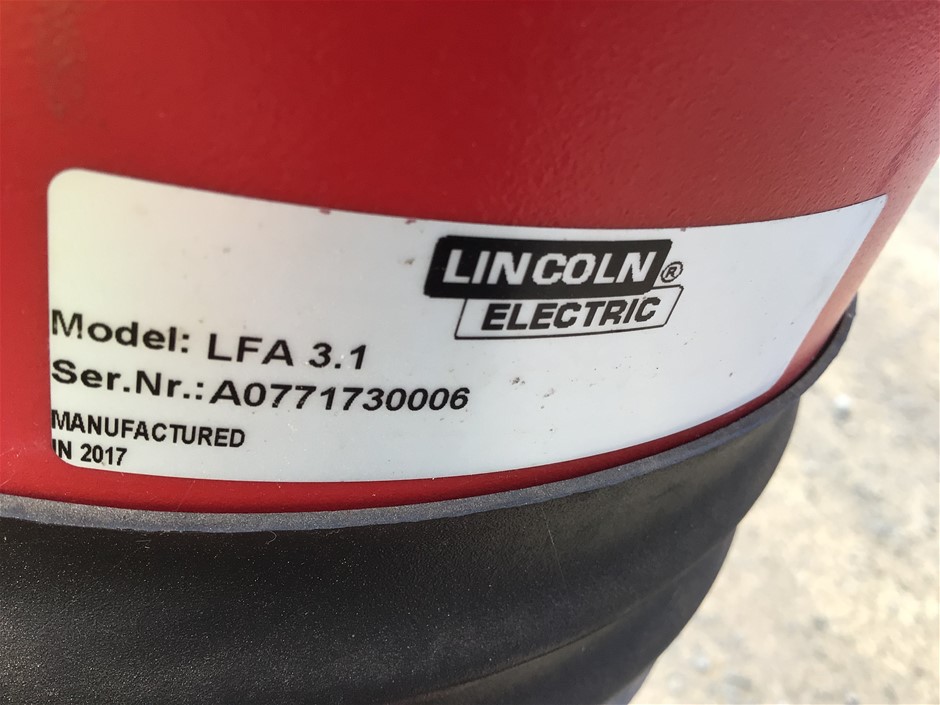 LINCOLN ®
ELECTRIC
Model: LFA 3.1
Ser.Nr.: A0771730006
MANUFACTURED
IN 2017